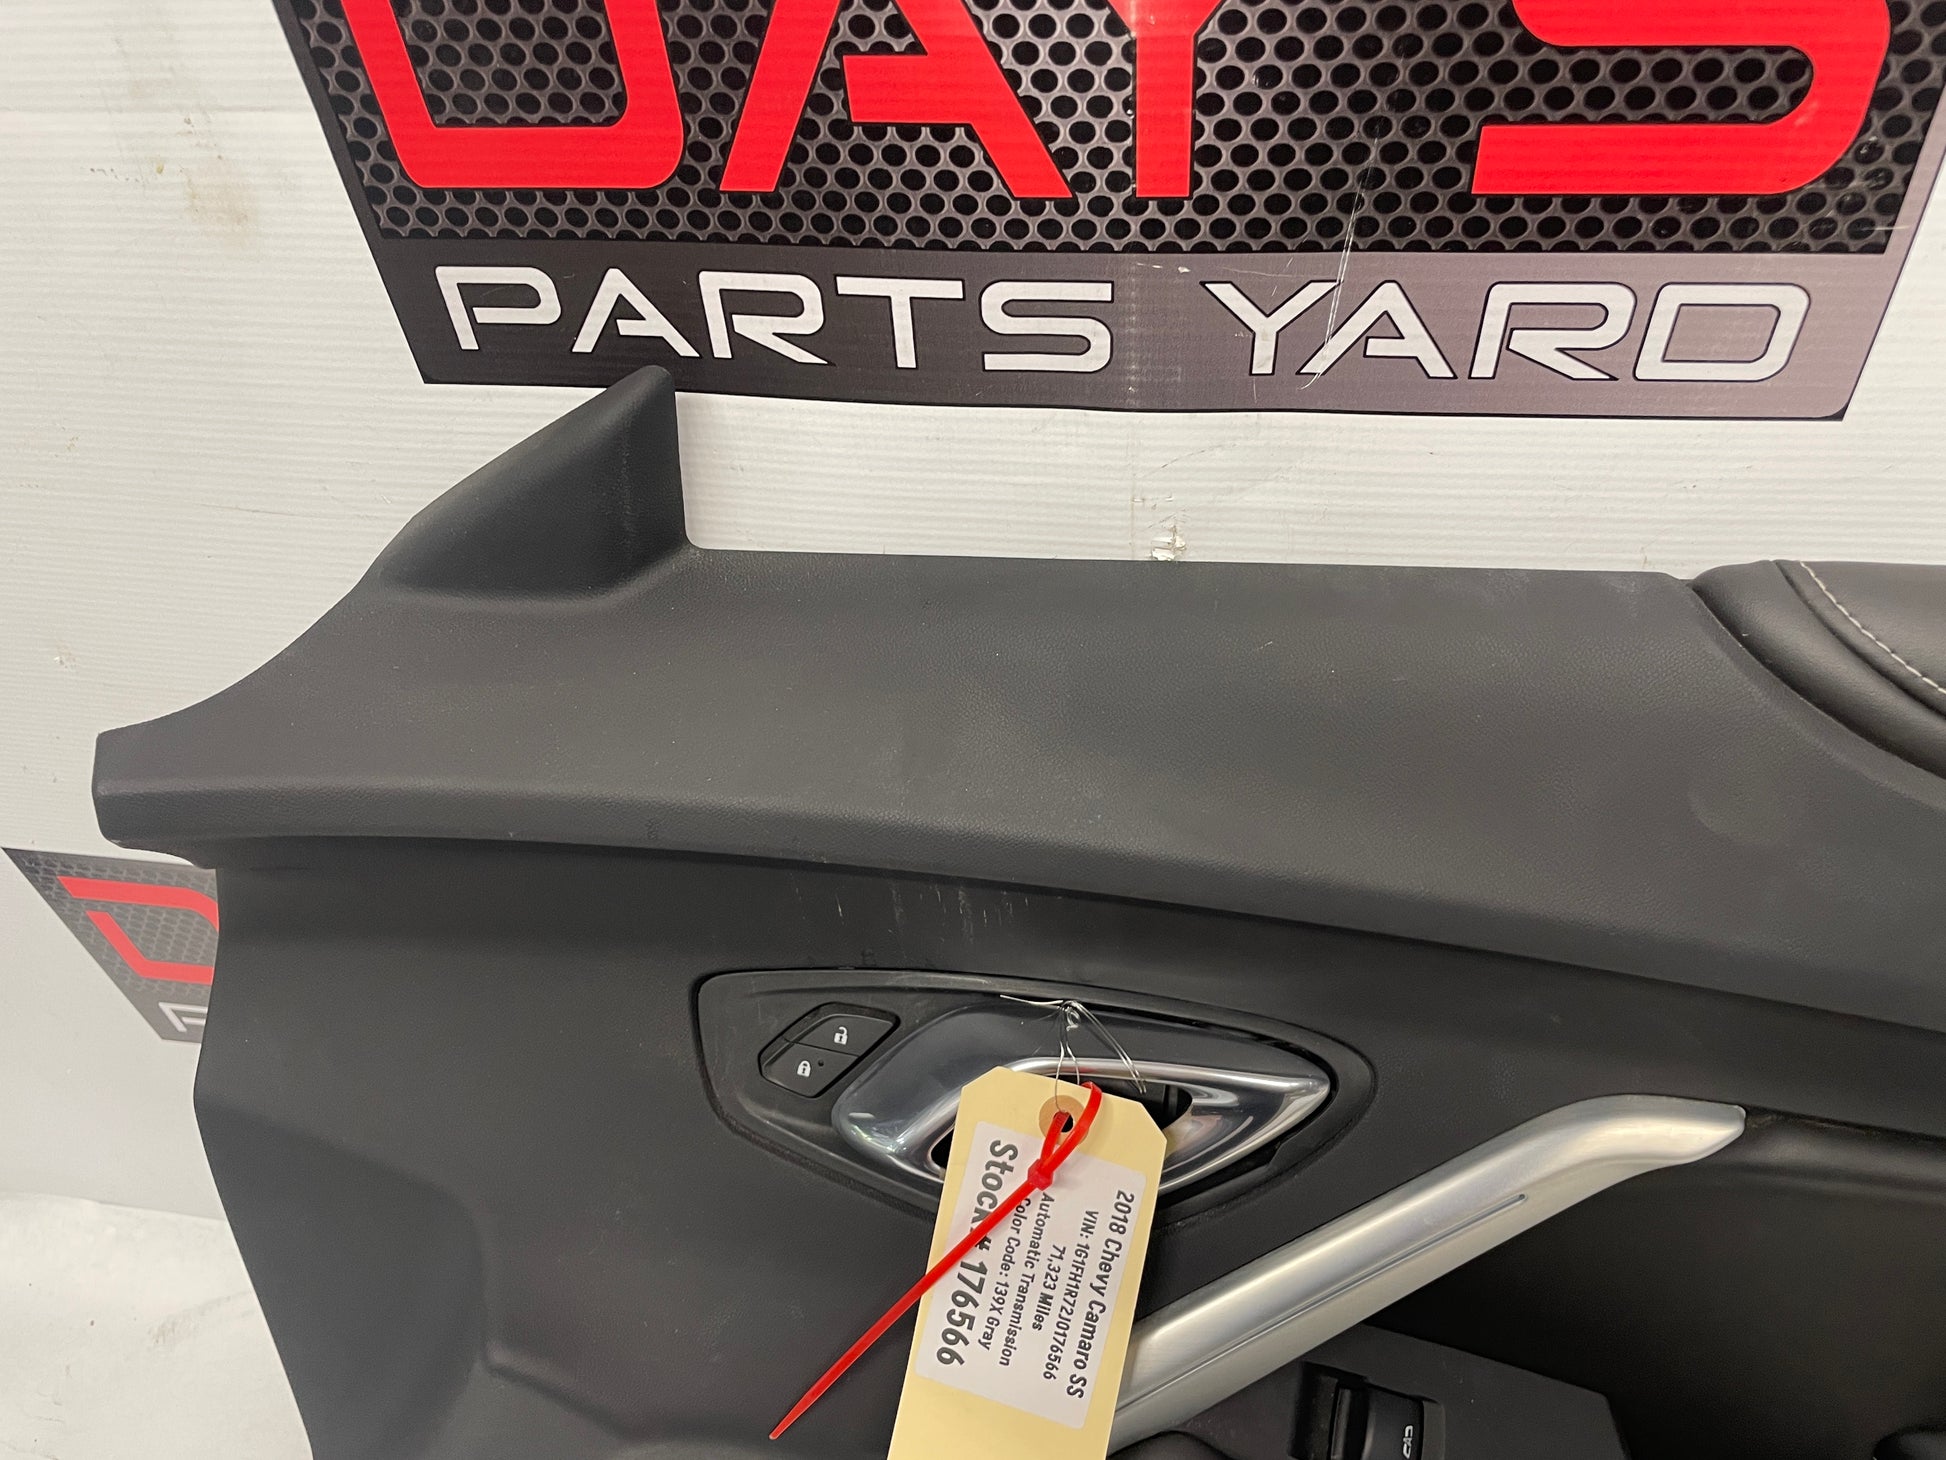 DAY'S
PARTS YARD
2018 Chevy Camaro SS
VIN: 1G1FH1R72J0176566
71,323 Miles
Automatic Transmission
Color Code: 139X Gray
Stock# 176566